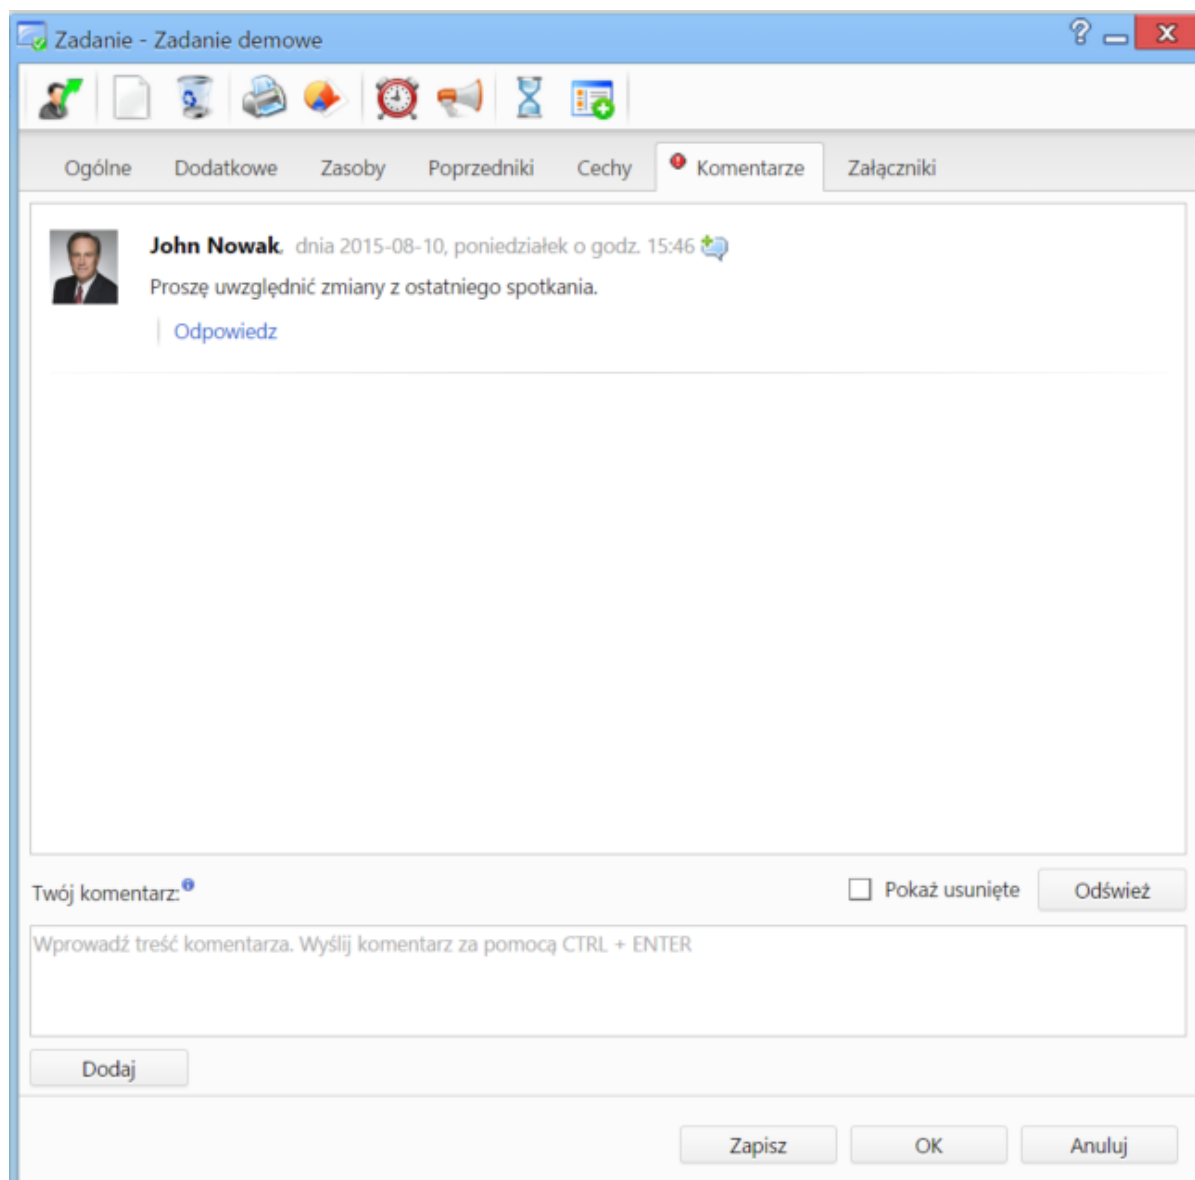 Zadanie - Zadanie demowe
Ogólne Dodatkowe Zasoby Poprzedniki Cechy Komentarze Załączniki
John Nowak, dnia 2015-08-10, poniedziałek o godz. 15:46
Proszę uwzględnić zmiany z ostatniego spotkania.
Odpowiedz
Twój komentarz: Pokaż usunięte Odśwież
Wprowadź treść komentarza. Wyślij komentarz za pomocą CTRL + ENTER
Dodaj
Zapisz OK Anuluj